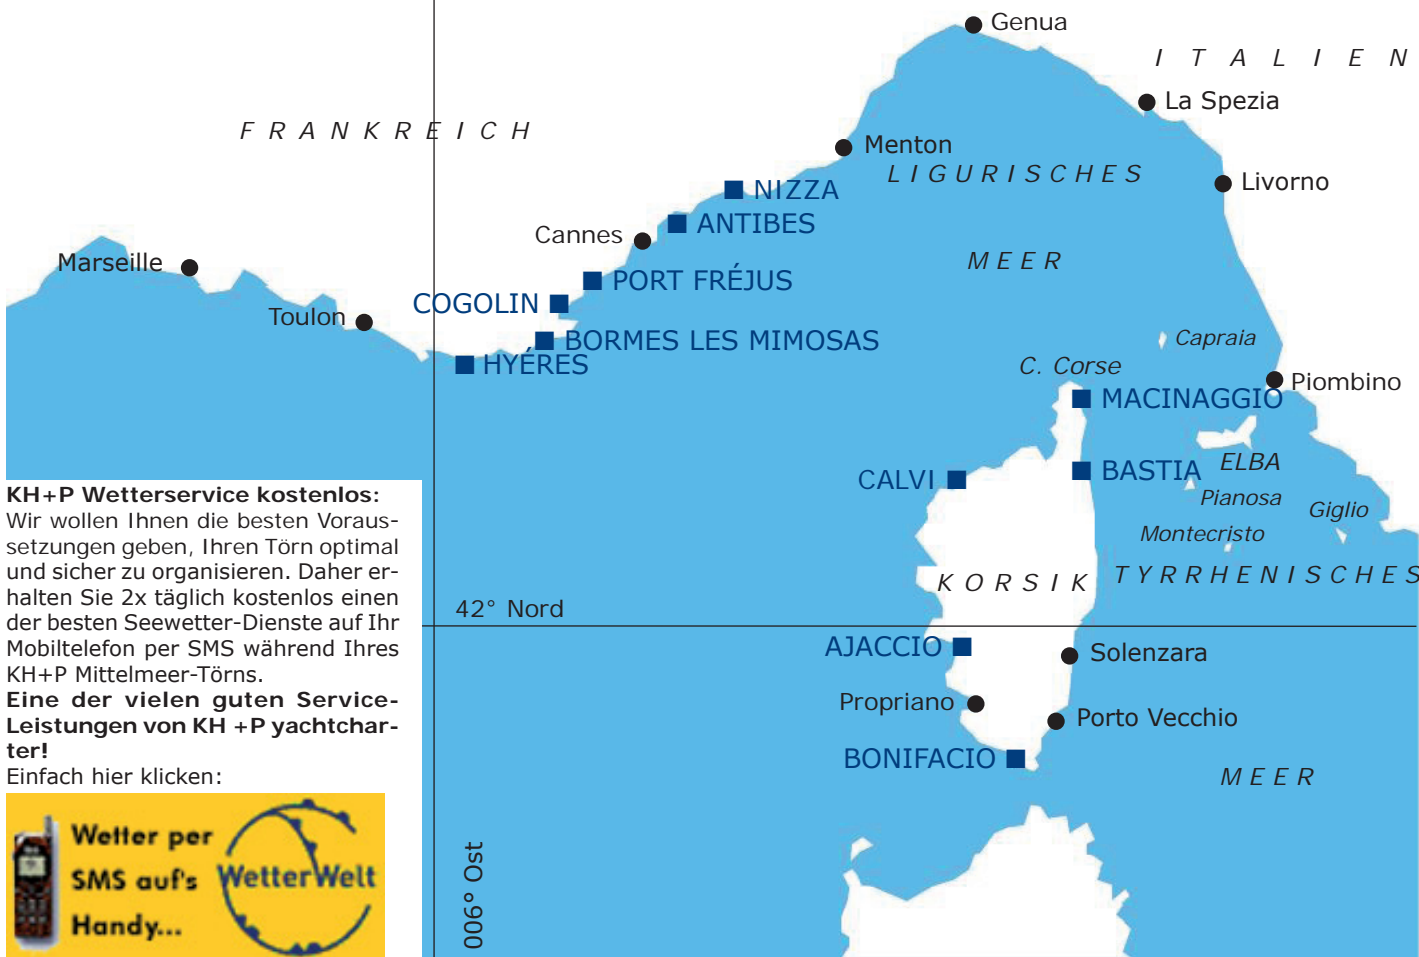 Genua
I T A L I E N
La Spezia
F R A N K R E I C H
Menton
L I G U R I S C H E S
Livorno
NIZZA
ANTIBES
Cannes
M E E R
Marseille
PORT FRÉJUS
COGOLIN
Toulon
BORMES LES MIMOSAS
Capraia
HYÉRES
C. Corse
Piombino
MACINAGGIO
ELBA
BASTIA
CALVI
Pianosa
Giglio
Montecristo
K O R S I K
T Y R R H E N I S C H E S
42° Nord
AJACCIO
Solenzara
Propriano
Porto Vecchio
BONIFACIO
M E E R
006° Ost
KH+P Wetterservice kostenlos:
Wir wollen Ihnen die besten Voraus-
setzungen geben, Ihren Törn optimal
und sicher zu organisieren. Daher er-
halten Sie 2x täglich kostenlos einen
der besten Seewetter-Dienste auf Ihr
Mobiltelefon per SMS während Ihres
KH+P Mittelmeer-Törns.
Eine der vielen guten Service-
Leistungen von KH +P yachtchar-
ter!
Einfach hier klicken:
Wetter per
SMS auf's
Handy...
WetterWelt